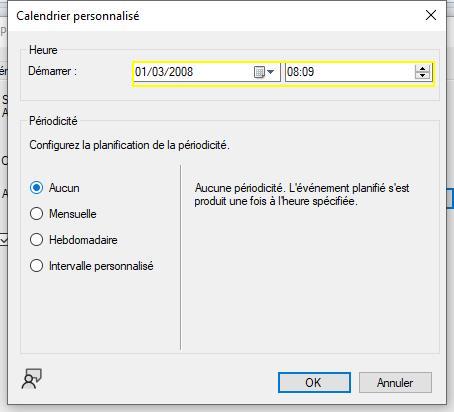 Calendrier personnalisé
Heure
Démarrer :
01/03/2008
08:09
Périodicité
Configurez la planification de la périodicité.
Aucun
Mensuelle
Hebdomadaire
Intervalle personnalisé
Aucune périodicité. L'événement planifié s'est
produit une fois à l'heure spécifiée.
OK
Annuler